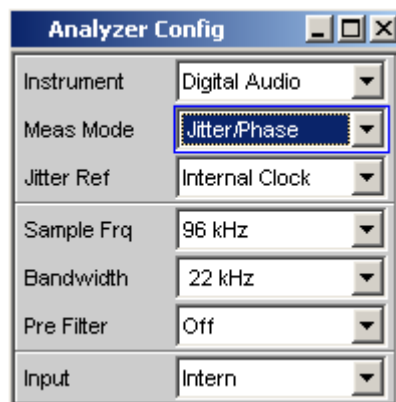 Analyzer Config
Instrument Digital Audio
Meas Mode Jitter/Phase
Jitter Ref Internal Clock
Sample Frq 96 kHz
Bandwidth 22 kHz
Pre Filter Off
Input Intern